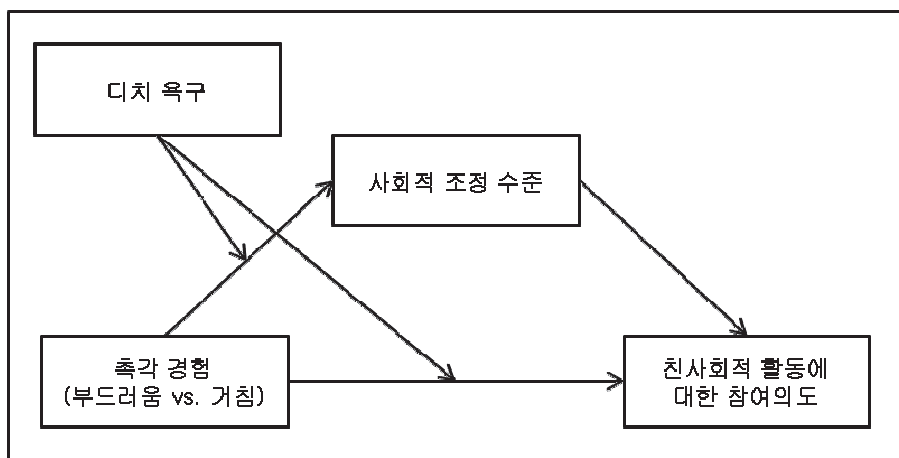 디치 욕구
사회적 조정 수준
촉각 경험
(부드러움 vs. 거침)
친사회적 활동에
대한 참여의도